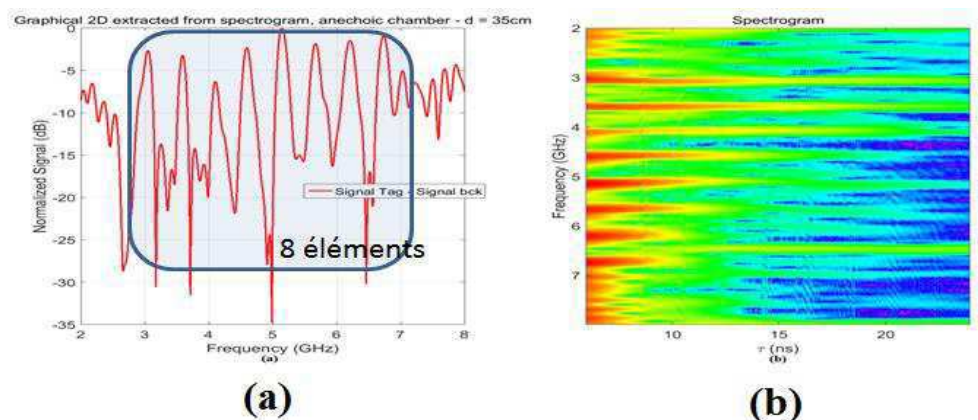 Graphical 2D extracted from spectrogram, anechoic chamber - d = 35cm
0
-5
-10
-15
-20
-25
-30
-35
Normalized Signal (dB)
Signal Tag - Signal bck
8 éléments
2 3 4 5 6 7 8
Frequency (GHz)
(a)
(a)
Spectrogram
2
3
4
5
6
7
Frequency (GHz)
10 15 20
τ (ns)
(b)
(b)